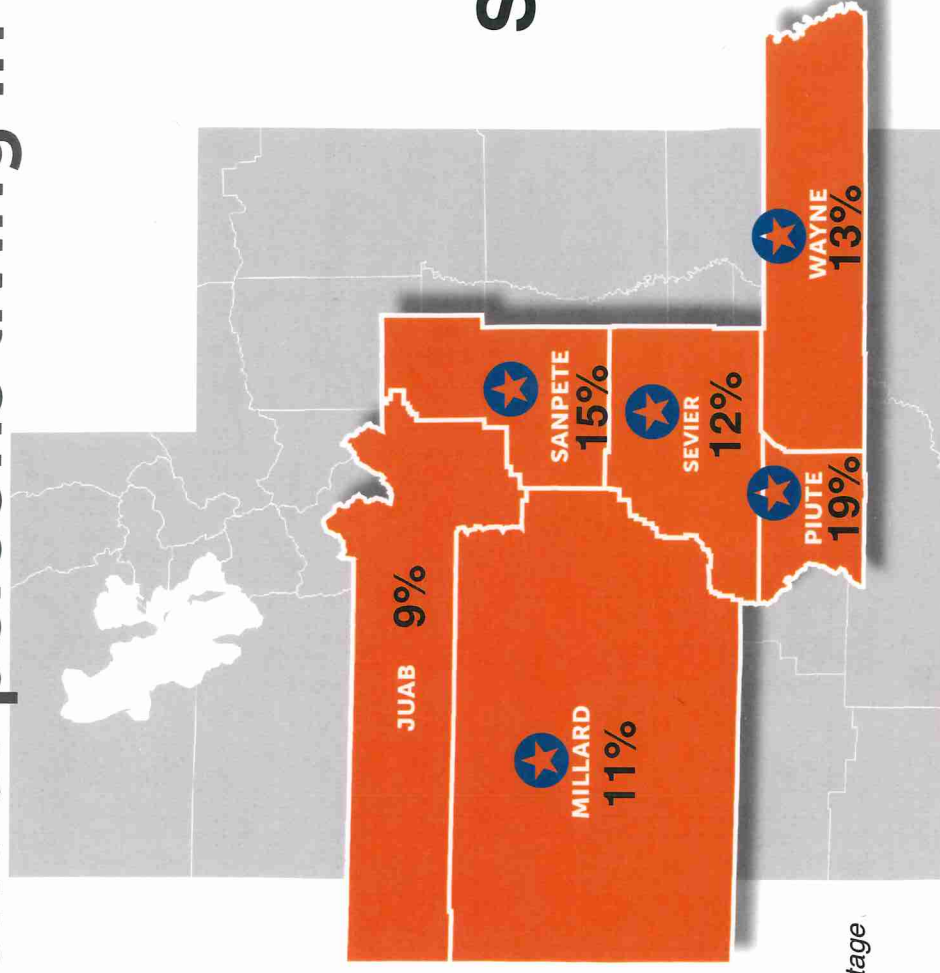 JUAB
9%
SANPETE
15%
MILLARD
11%
SEVIER
12%
PIUTE
19%
WAYNE
13%